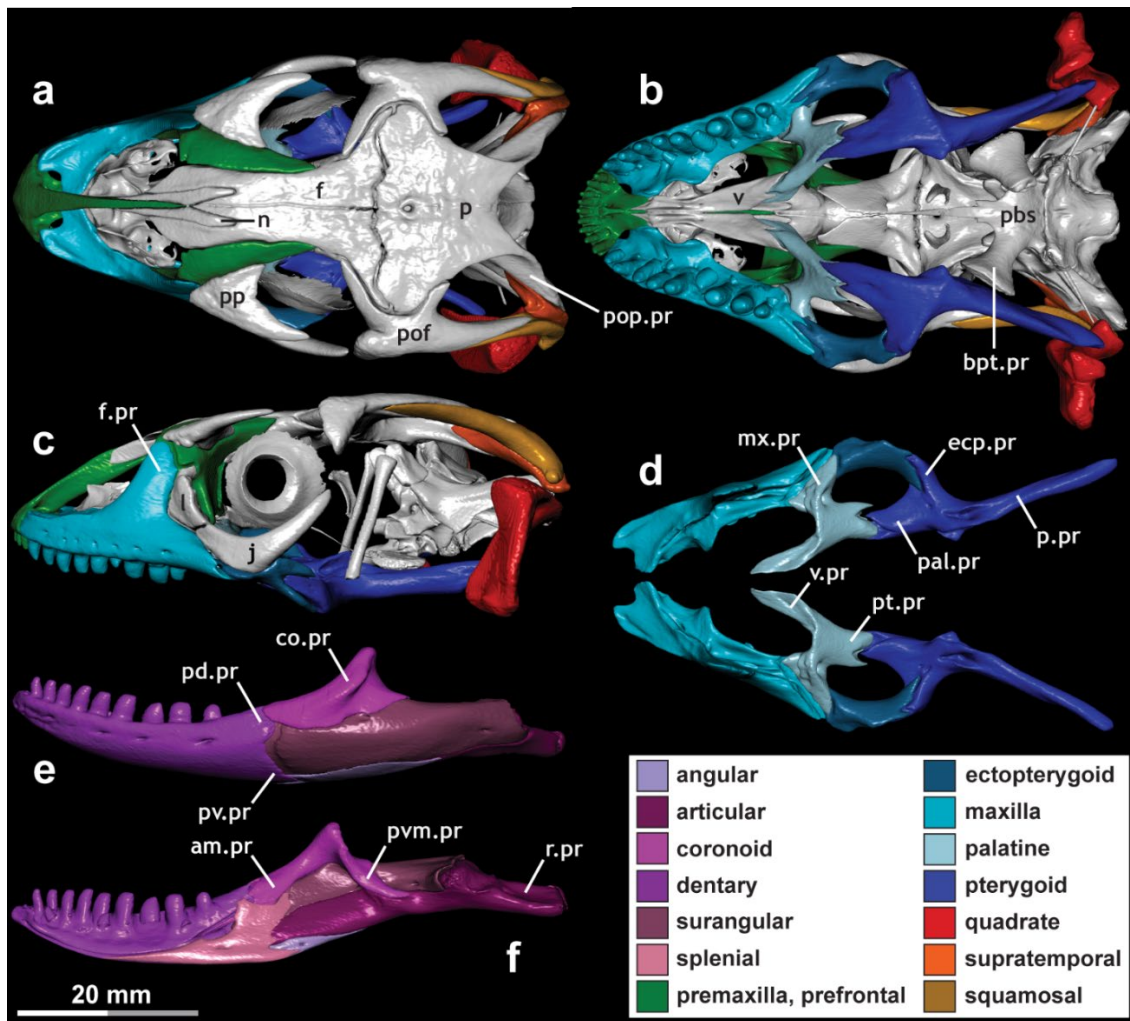 a
b
f
n
p
pp
pof
pop.pr
v
pbs
bpt.pr
c
f.pr
l
j
d
mx.pr
ecp.pr
p.pr
pal.pr
v.pr
pt.pr
co.pr
pd.pr
e
pv.pr
am.pr
pvm.pr
r.pr
f
20 mm
angular
articular
coronoid
dentary
surangular
splenial
premaxilla, prefrontal
ectopterygoid
maxilla
palatine
pterygoid
quadrate
supratemporal
squamosal